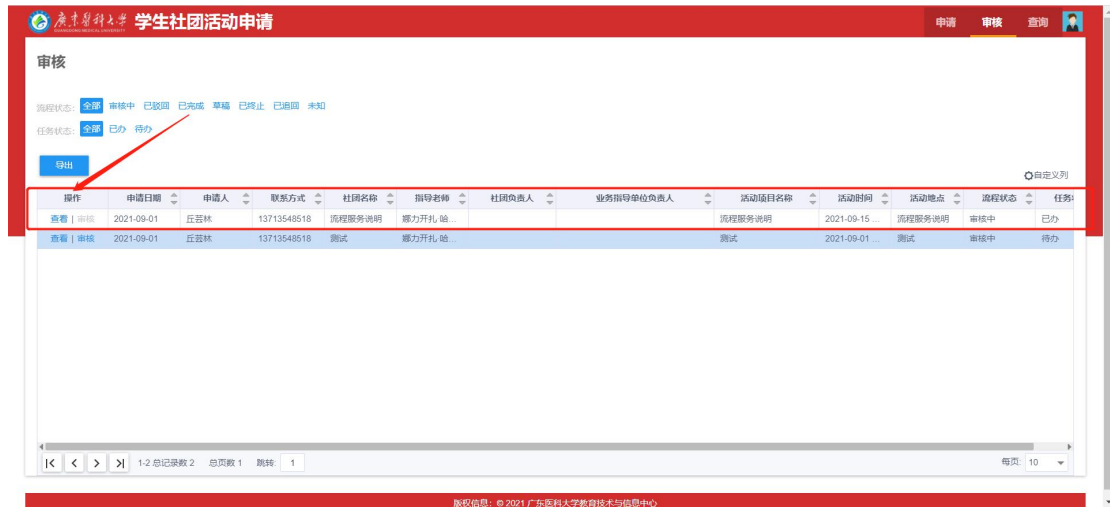 广东医科大学 学生社团活动申请 申请 审核 查询
GUANGDONG MEDICAL UNIVERSITY
审核
流程状态: 全部 审核中 已驳回 已完成 草稿 已终止 已追回 未知
任务状态: 全部 已办 待办
导出
自定义列
操作 申请日期 申请人 联系方式 社团名称 指导老师 社团负责人 业务指导单位负责人 活动项目名称 活动时间 活动地点 流程状态 任务
查看 | 审核 2021-09-01 丘芸林 13713548518 流程服务说明 娜力开扎·哈... 流程服务说明 2021-09-15 ... 流程服务说明 审核中 已办
查看 | 审核 2021-09-01 丘芸林 13713548518 测试 娜力开扎·哈... 测试 2021-09-01 ... 测试 审核中 待办
1-2 总记录数 2 总页数 1 跳转: 1 每页: 10
版权信息: © 2021 广东医科大学教育技术与信息中心